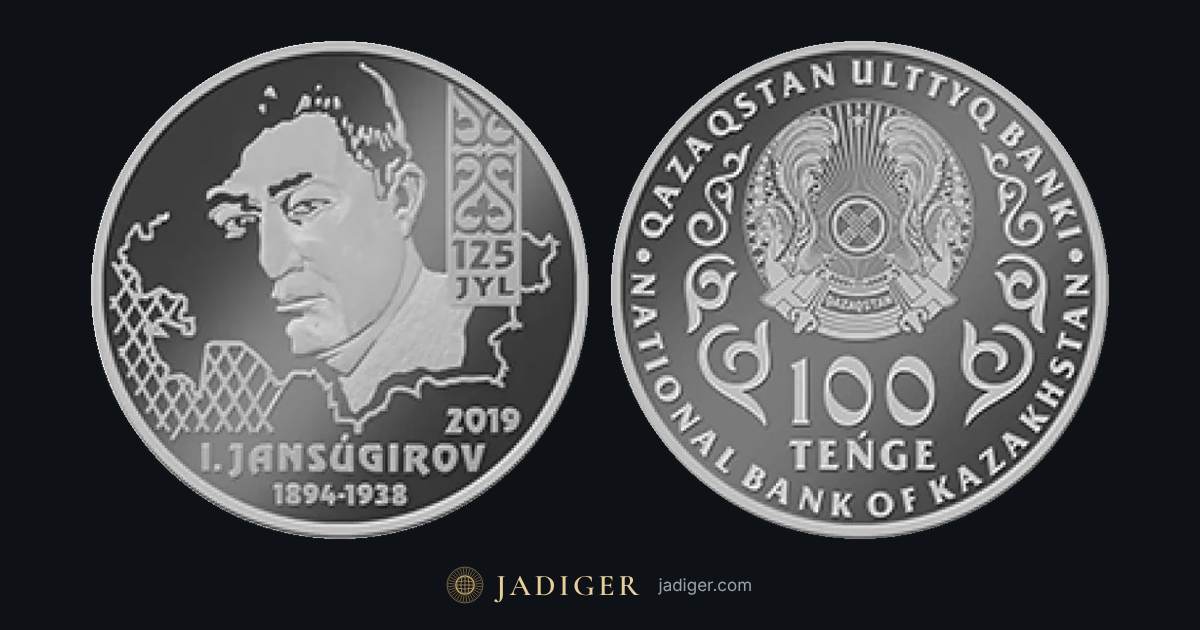 125
JYL
2019
I. JANSÚGIROV
1894-1938
QAZAQSTAN ULTTYQ BANKI
QAZAQSTAN
100
TEŃGE
• NATIONAL BANK OF KAZAKHSTAN •
JADIGER jadiger.com